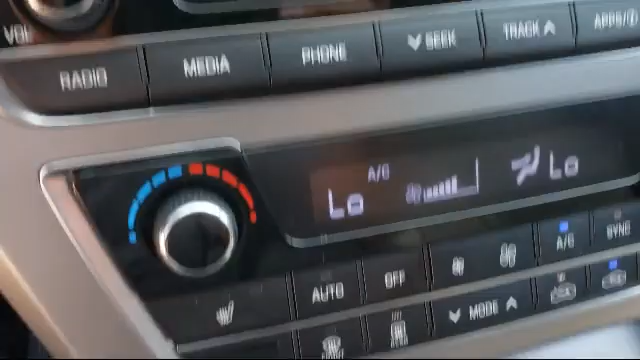 VOL
RADIO MEDIA PHONE SEEK TRACK APPS/
A/C
Lo Lo
A/C SYNC
AUTO OFF
MODE